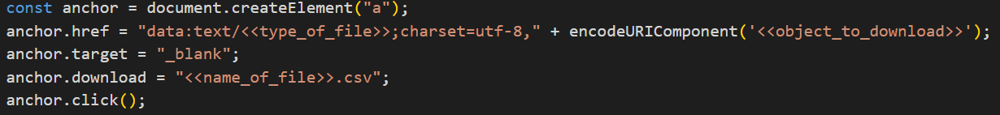 const anchor = document.createElement("a");
anchor.href = "data:text/<<type_of_file>>;charset=utf-8," + encodeURIComponent('<<object_to_download>>');
anchor.target = "_blank";
anchor.download = "<<name_of_file>>.csv";
anchor.click();